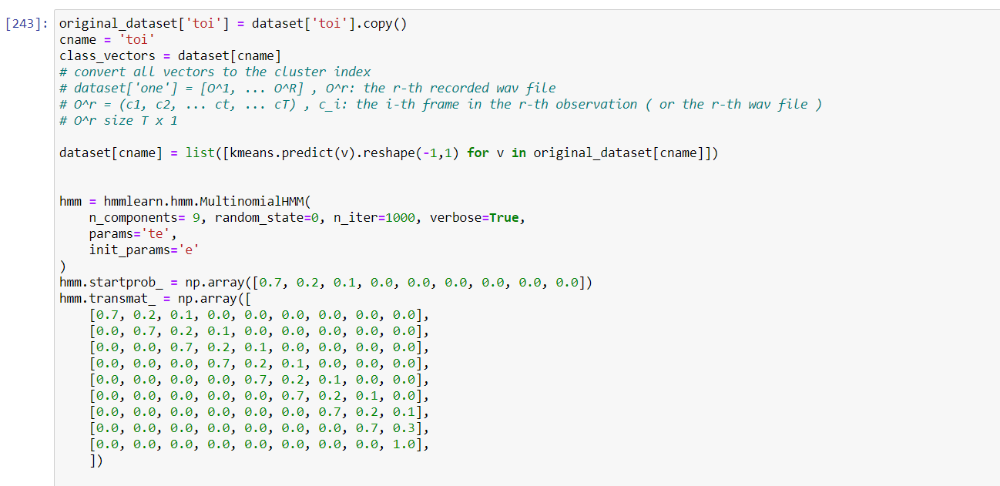 [243]: original_dataset['toi'] = dataset['toi'].copy()
cname = 'toi'
class_vectors = dataset[cname]
# convert all vectors to the cluster index
# dataset['one'] = [O^1, ... O^R] , O^r: the r-th recorded wav file
# O^r = (c1, c2, ... ct, ... cT) , c_i: the i-th frame in the r-th observation ( or the r-th wav file )
# O^r size T x 1

dataset[cname] = list([kmeans.predict(v).reshape(-1,1) for v in original_dataset[cname]])

hmm = hmmlearn.hmm.MultinomialHMM(
    n_components= 9, random_state=0, n_iter=1000, verbose=True,
    params='te',
    init_params='e'
)
hmm.startprob_ = np.array([0.7, 0.2, 0.1, 0.0, 0.0, 0.0, 0.0, 0.0, 0.0])
hmm.transmat_ = np.array([
    [0.7, 0.2, 0.1, 0.0, 0.0, 0.0, 0.0, 0.0, 0.0],
    [0.0, 0.7, 0.2, 0.1, 0.0, 0.0, 0.0, 0.0, 0.0],
    [0.0, 0.0, 0.7, 0.2, 0.1, 0.0, 0.0, 0.0, 0.0],
    [0.0, 0.0, 0.0, 0.7, 0.2, 0.1, 0.0, 0.0, 0.0],
    [0.0, 0.0, 0.0, 0.0, 0.7, 0.2, 0.1, 0.0, 0.0],
    [0.0, 0.0, 0.0, 0.0, 0.0, 0.7, 0.2, 0.1, 0.0],
    [0.0, 0.0, 0.0, 0.0, 0.0, 0.0, 0.7, 0.2, 0.1],
    [0.0, 0.0, 0.0, 0.0, 0.0, 0.0, 0.0, 0.7, 0.3],
    [0.0, 0.0, 0.0, 0.0, 0.0, 0.0, 0.0, 0.0, 1.0],
    ])